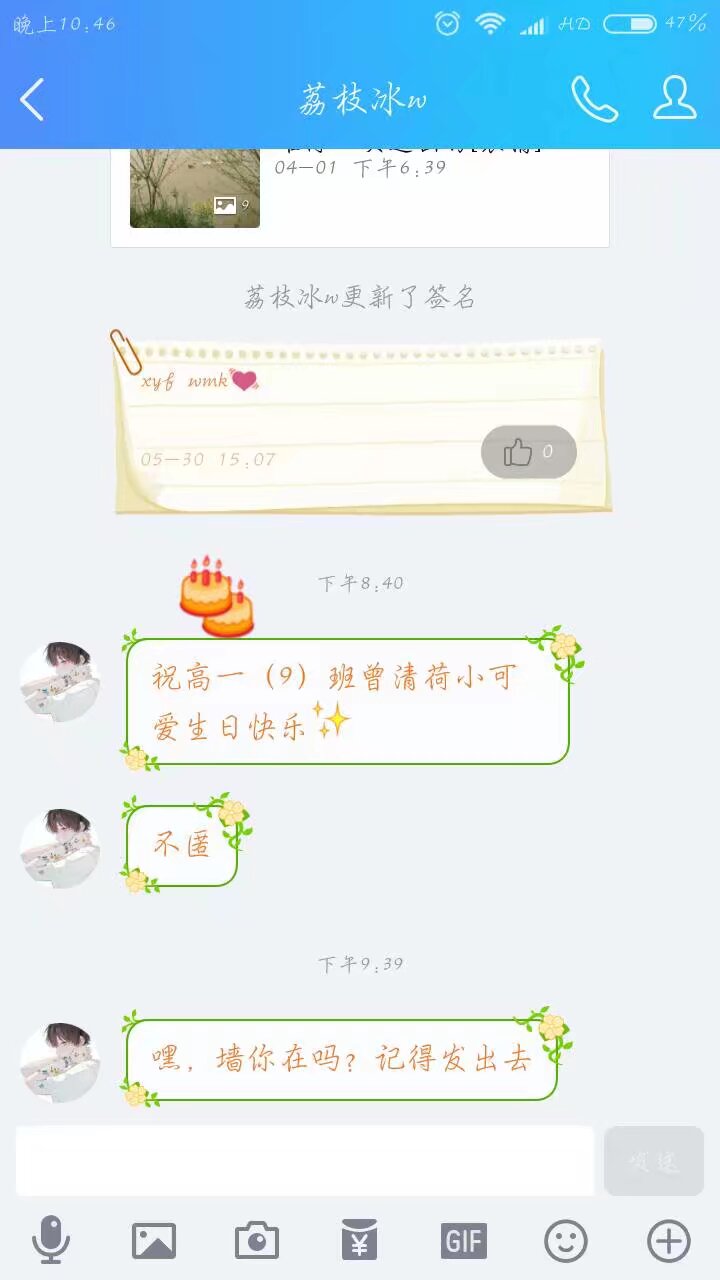 晚上10:46
HD
47%
荔枝冰w
9
04-01 下午6:39
荔枝冰w更新了签名
xyf wmk
05-30 15:07
0
下午8:40
祝高一（9）班曾清荷小可
爱生日快乐
不匿
下午9:39
嘿，墙你在吗？记得发出去
发送
GIF